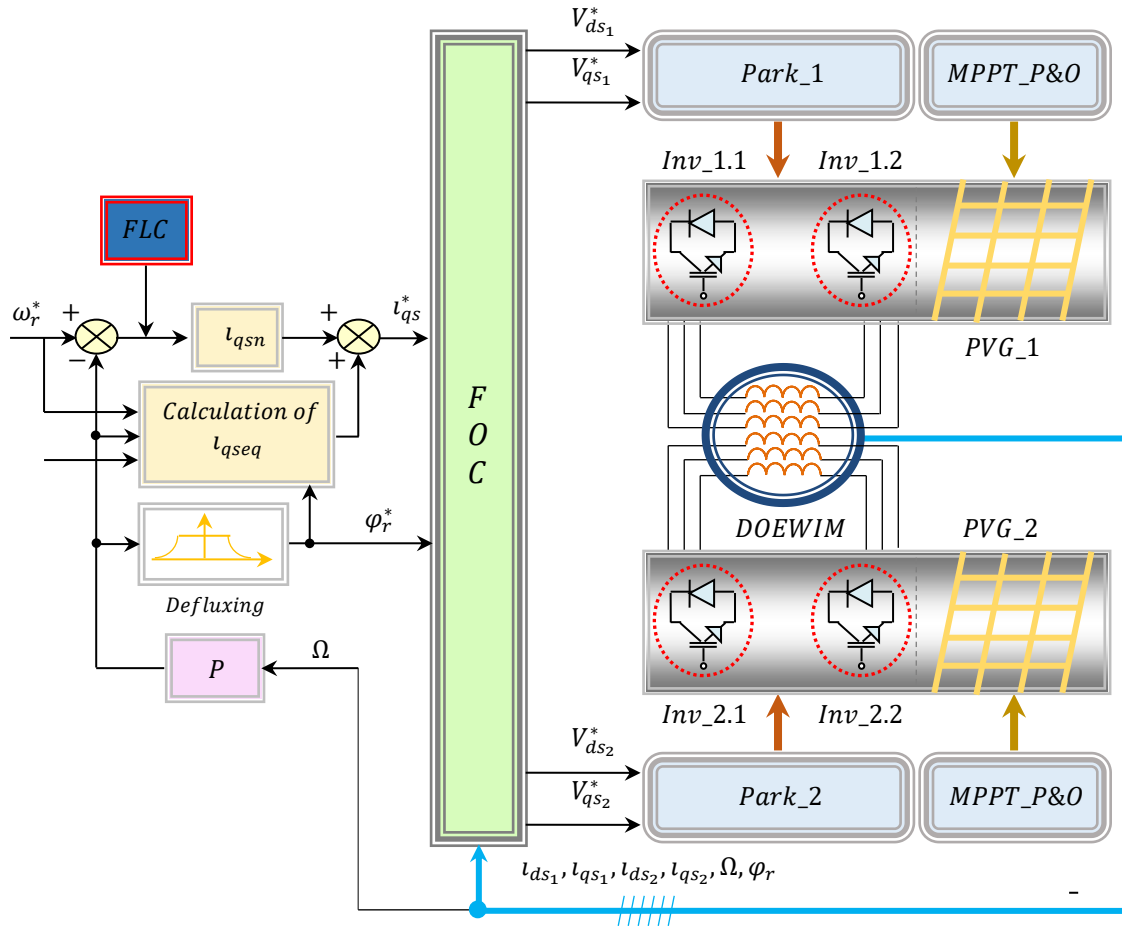 V*ds1
V*qs1
Park_1
MPPT_P&O
Inv_1.1
Inv_1.2
FLC
ω*r
+
−
ιqsn
+
+
ι*qs
PVG_1
Calculation of
ιqseq
F
O
C
φ*r
DOEWIM
PVG_2
Defluxing
P
Ω
Inv_2.1
Inv_2.2
V*ds2
V*qs2
Park_2
MPPT_P&O
ιds1, ιqs1, ιds2, ιqs2, Ω, φr
-